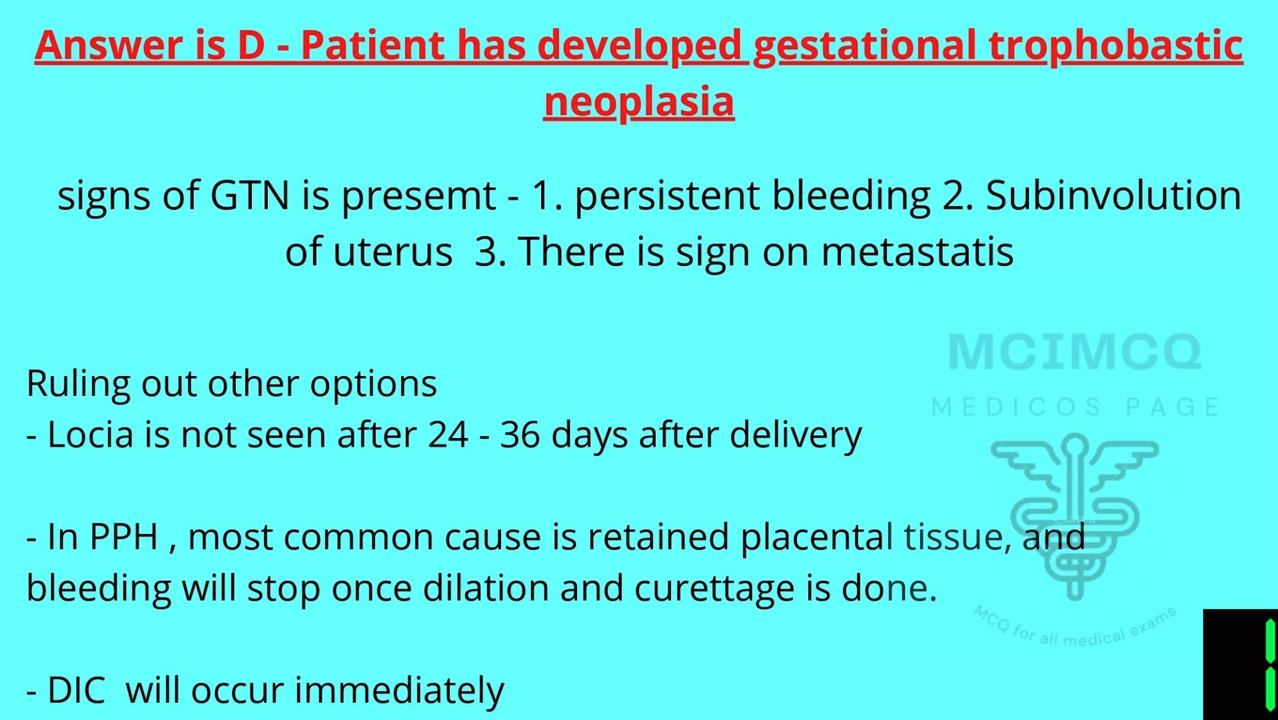 Answer is D - Patient has developed gestational trophobastic
neoplasia
signs of GTN is presemt - 1. persistent bleeding 2. Subinvolution
of uterus 3. There is sign on metastatis
Ruling out other options
- Locia is not seen after 24 - 36 days after delivery
- In PPH , most common cause is retained placental tissue, and
bleeding will stop once dilation and curettage is done.
- DIC will occur immediately
MCIMCQ
MEDICOS PAGE
MCQ for all medical exams